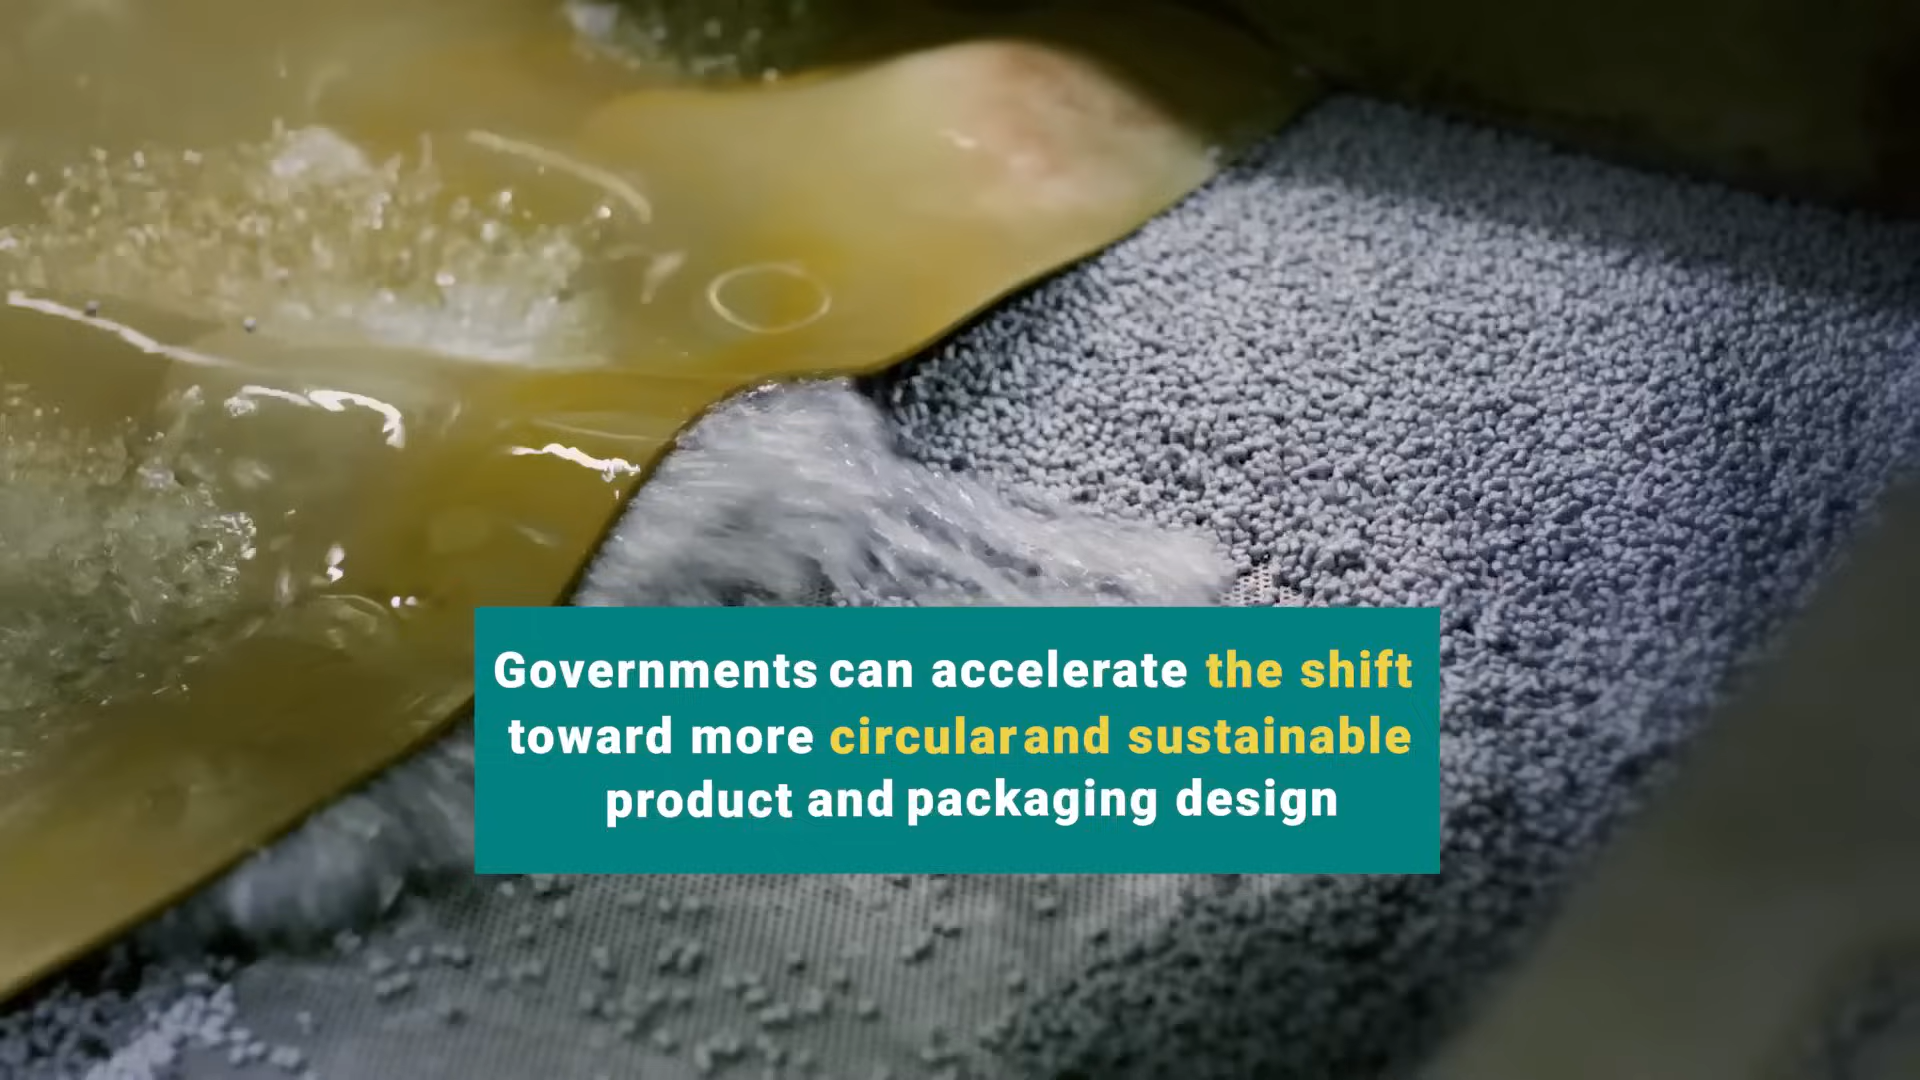 Governments can accelerate the shift
toward more circular and sustainable
product and packaging design